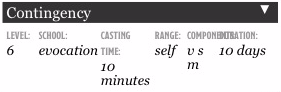 Contingency ▼
LEVEL: SCHOOL: CASTING TIME: RANGE: COMPONENTS: DURATION:
6 evocation 10 minutes self v s m 10 days